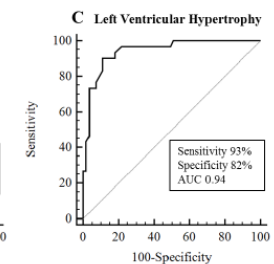 C Left Ventricular Hypertrophy
100
80
60
40
20
0
Sensitivity
Sensitivity 93%
Specificity 82%
AUC 0.94
0 20 40 60 80 100
100-Specificity
0